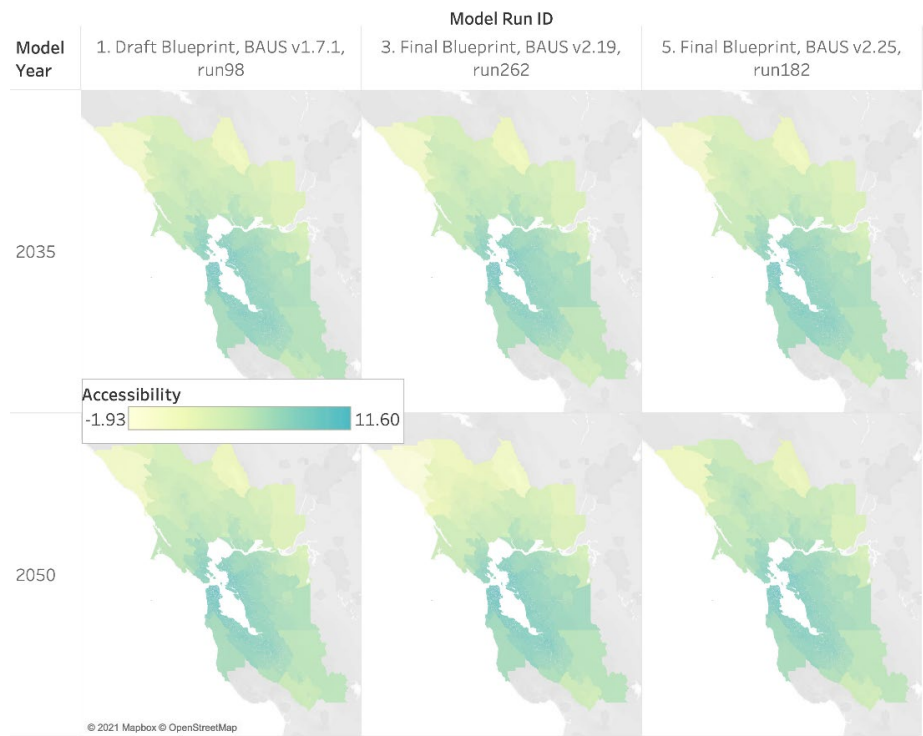 Model Run ID
Model
Year
1. Draft Blueprint, BAUS v1.7.1,
run98
3. Final Blueprint, BAUS v2.19,
run262
5. Final Blueprint, BAUS v2.25,
run182
2035
Accessibility
-1.93 11.60
2050
© 2021 Mapbox © OpenStreetMap